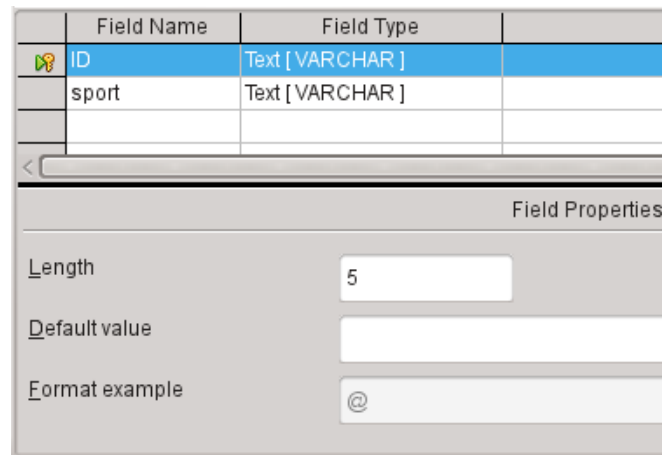 Field Name Field Type
ID Text [ VARCHAR ]
sport Text [ VARCHAR ]
Field Properties
Length 5
Default value
Format example @